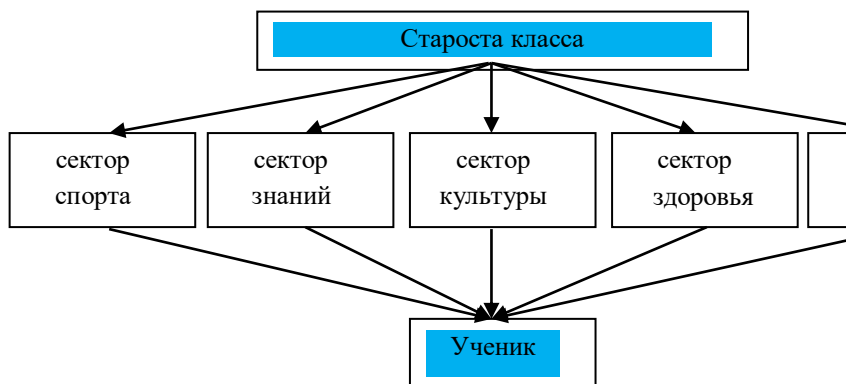 Староста класса
сектор
спорта
сектор
знаний
сектор
культуры
сектор
здоровья
Ученик